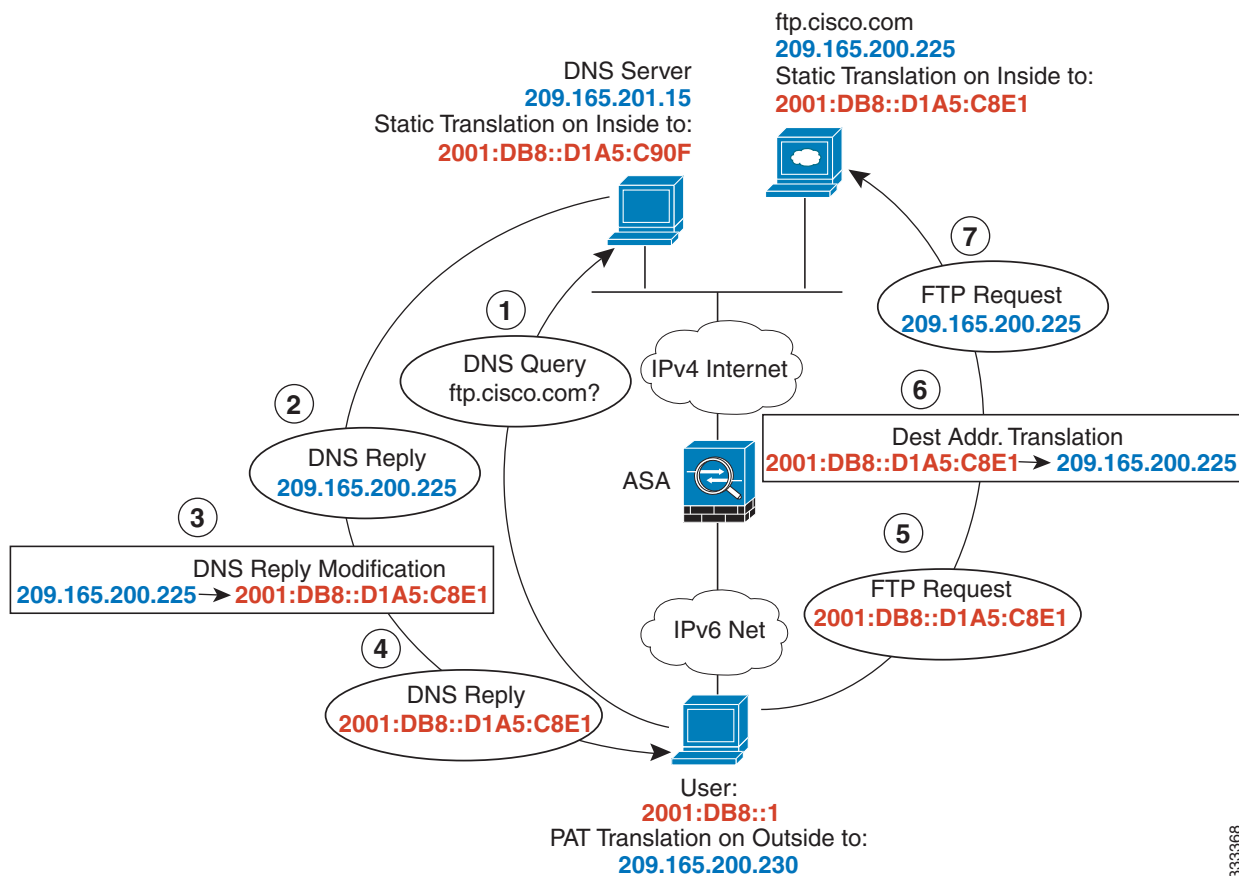 ftp.cisco.com
209.165.200.225
Static Translation on Inside to:
2001:DB8::D1A5:C8E1
DNS Server
209.165.201.15
Static Translation on Inside to:
2001:DB8::D1A5:C90F
7
FTP Request
209.165.200.225
1
DNS Query
ftp.cisco.com?
IPv4 Internet
2
DNS Reply
209.165.200.225
6
Dest Addr. Translation
2001:DB8::D1A5:C8E1 → 209.165.200.225
ASA
3
DNS Reply Modification
209.165.200.225 → 2001:DB8::D1A5:C8E1
5
FTP Request
2001:DB8::D1A5:C8E1
IPv6 Net
4
DNS Reply
2001:DB8::D1A5:C8E1
User:
2001:DB8::1
PAT Translation on Outside to:
209.165.200.230
333368